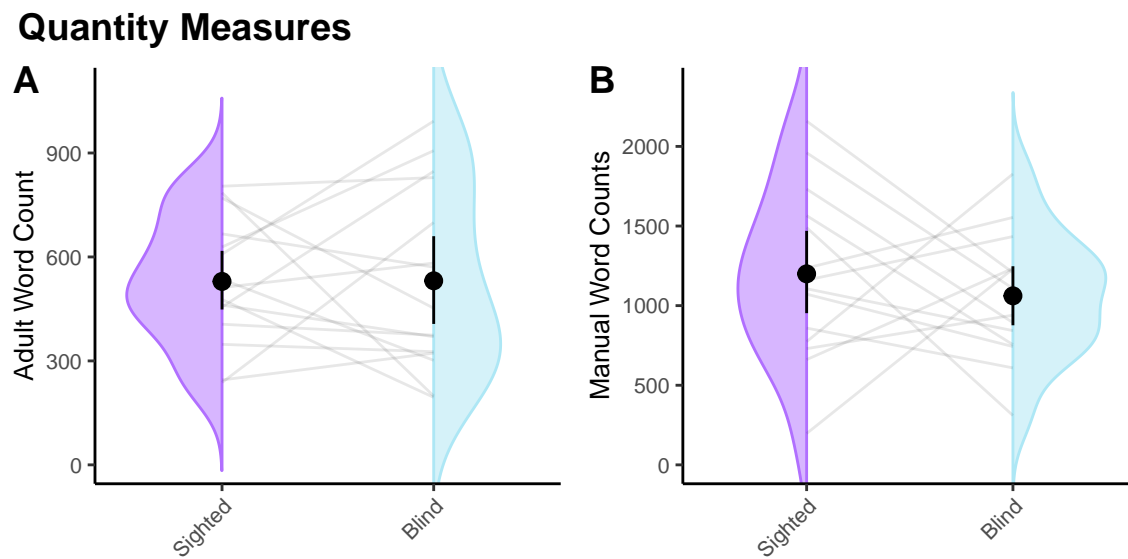 Quantity Measures
A
Adult Word Count
900
600
300
0
Sighted
Blind
B
Manual Word Counts
2000
1500
1000
500
0
Sighted
Blind